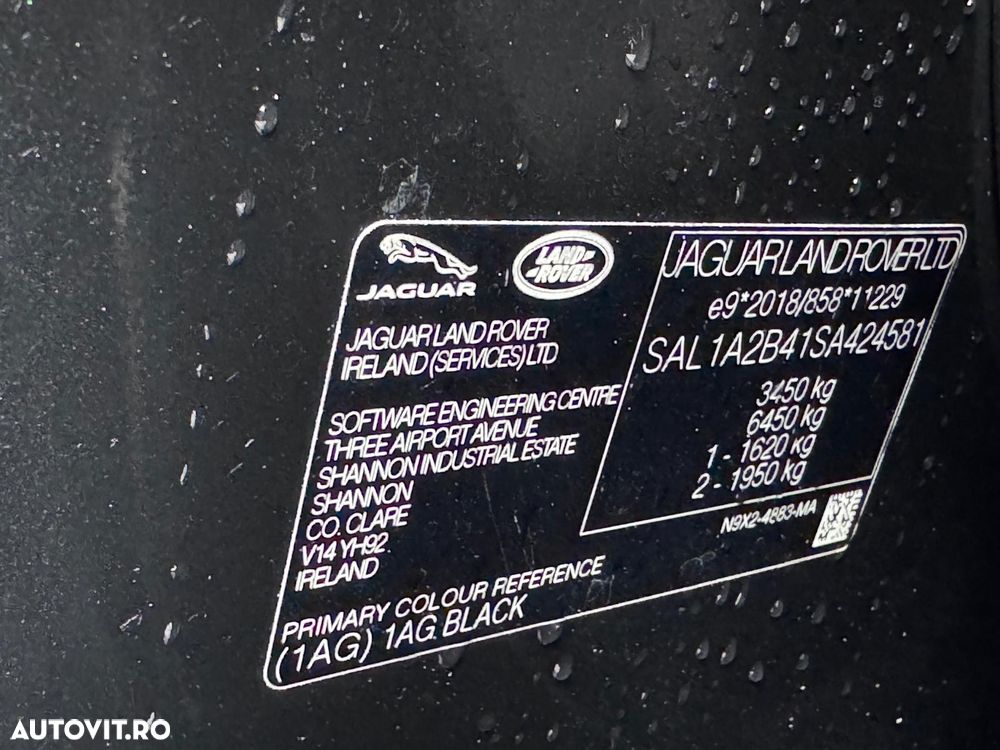 JAGUAR
LAND ROVER
JAGUAR LAND ROVER
IRELAND (SERVICES) LTD
SOFTWARE ENGINEERING CENTRE
THREE AIRPORT AVENUE
SHANNON INDUSTRIAL ESTATE
SHANNON
CO. CLARE
V14 YH92
IRELAND
PRIMARY COLOUR REFERENCE
(1AG) 1AG. BLACK
JAGUAR LAND ROVER LTD
e9*2018/858*11229
SAL1A2B41SA424581
3450 kg
6450 kg
1 - 1620 kg
2 - 1950 kg
N9X2-4883-MA
AUTOVIT.RO